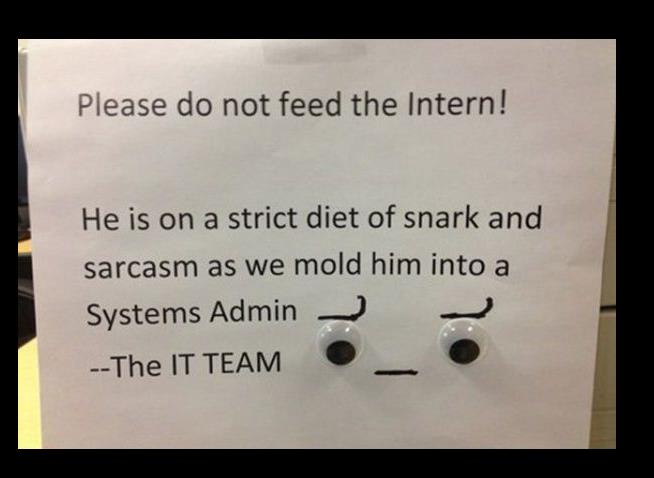 Please do not feed the Intern!
He is on a strict diet of snark and
sarcasm as we mold him into a
Systems Admin
--The IT TEAM